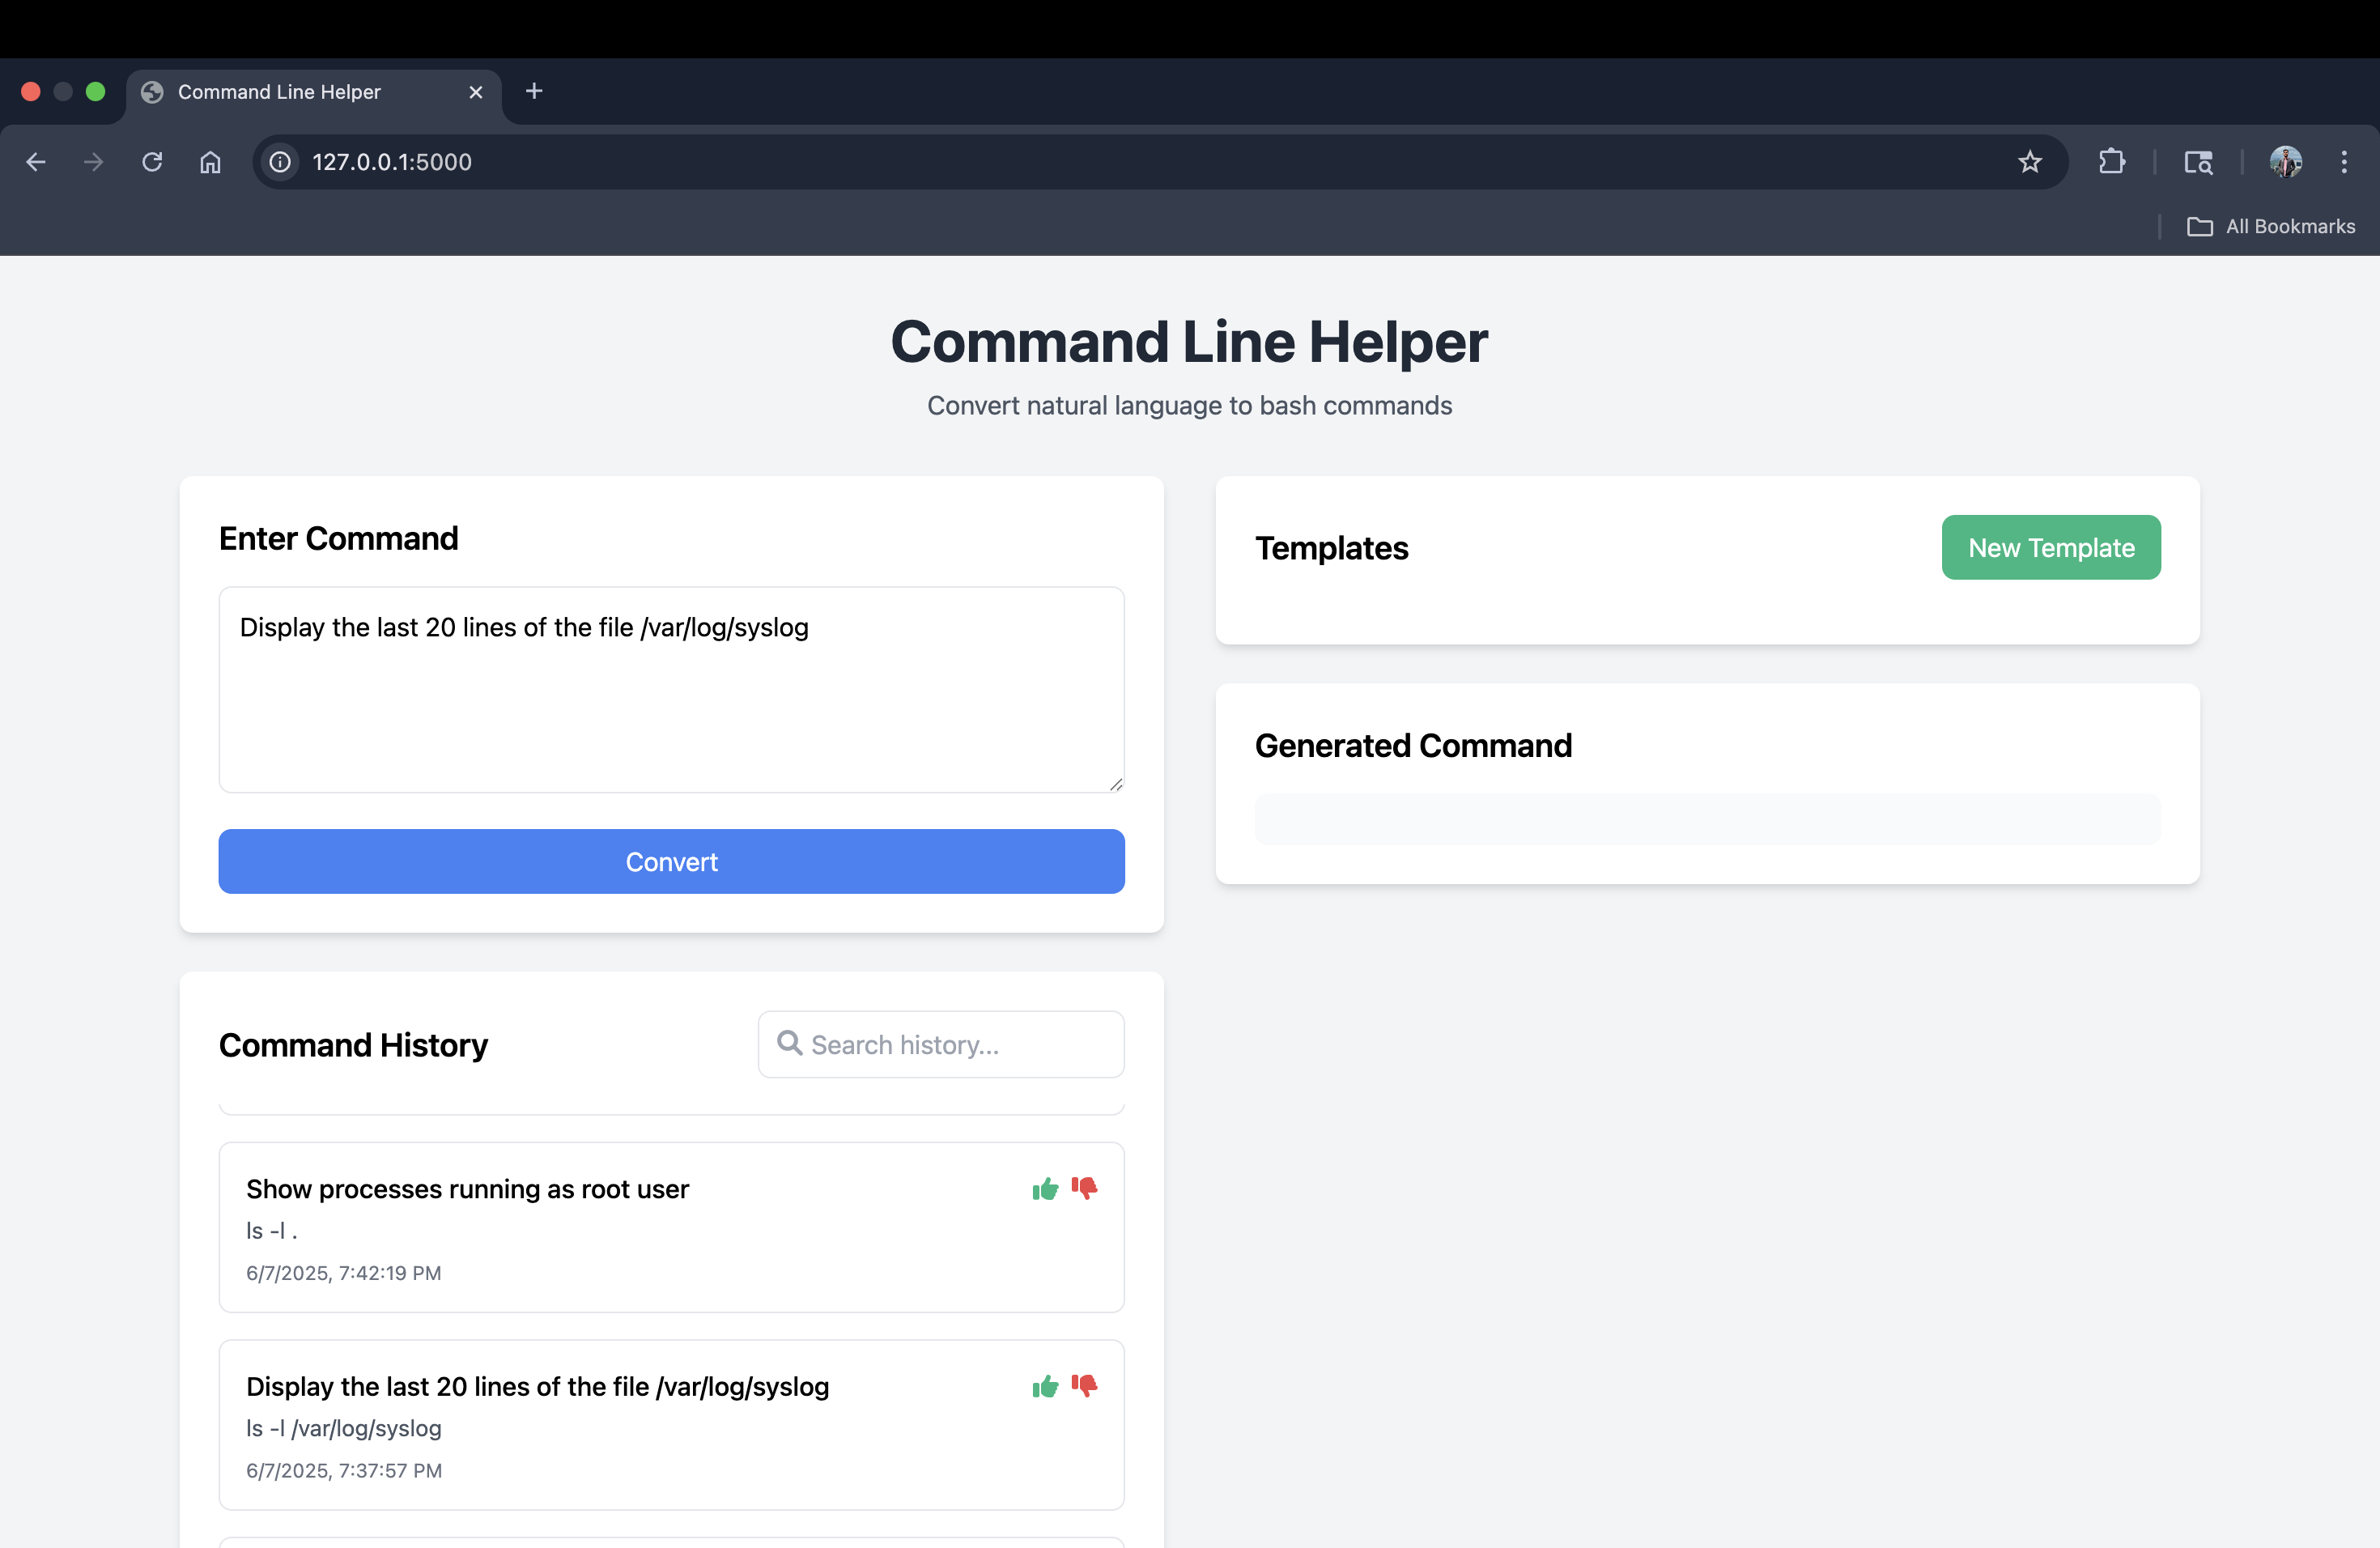 Command Line Helper
127.0.0.1:5000
All Bookmarks
Command Line Helper
Convert natural language to bash commands
Enter Command
Display the last 20 lines of the file /var/log/syslog
Convert
Templates
New Template
Generated Command
Command History
Search history...
Show processes running as root user
ls -l .
6/7/2025, 7:42:19 PM
Display the last 20 lines of the file /var/log/syslog
ls -l /var/log/syslog
6/7/2025, 7:37:57 PM